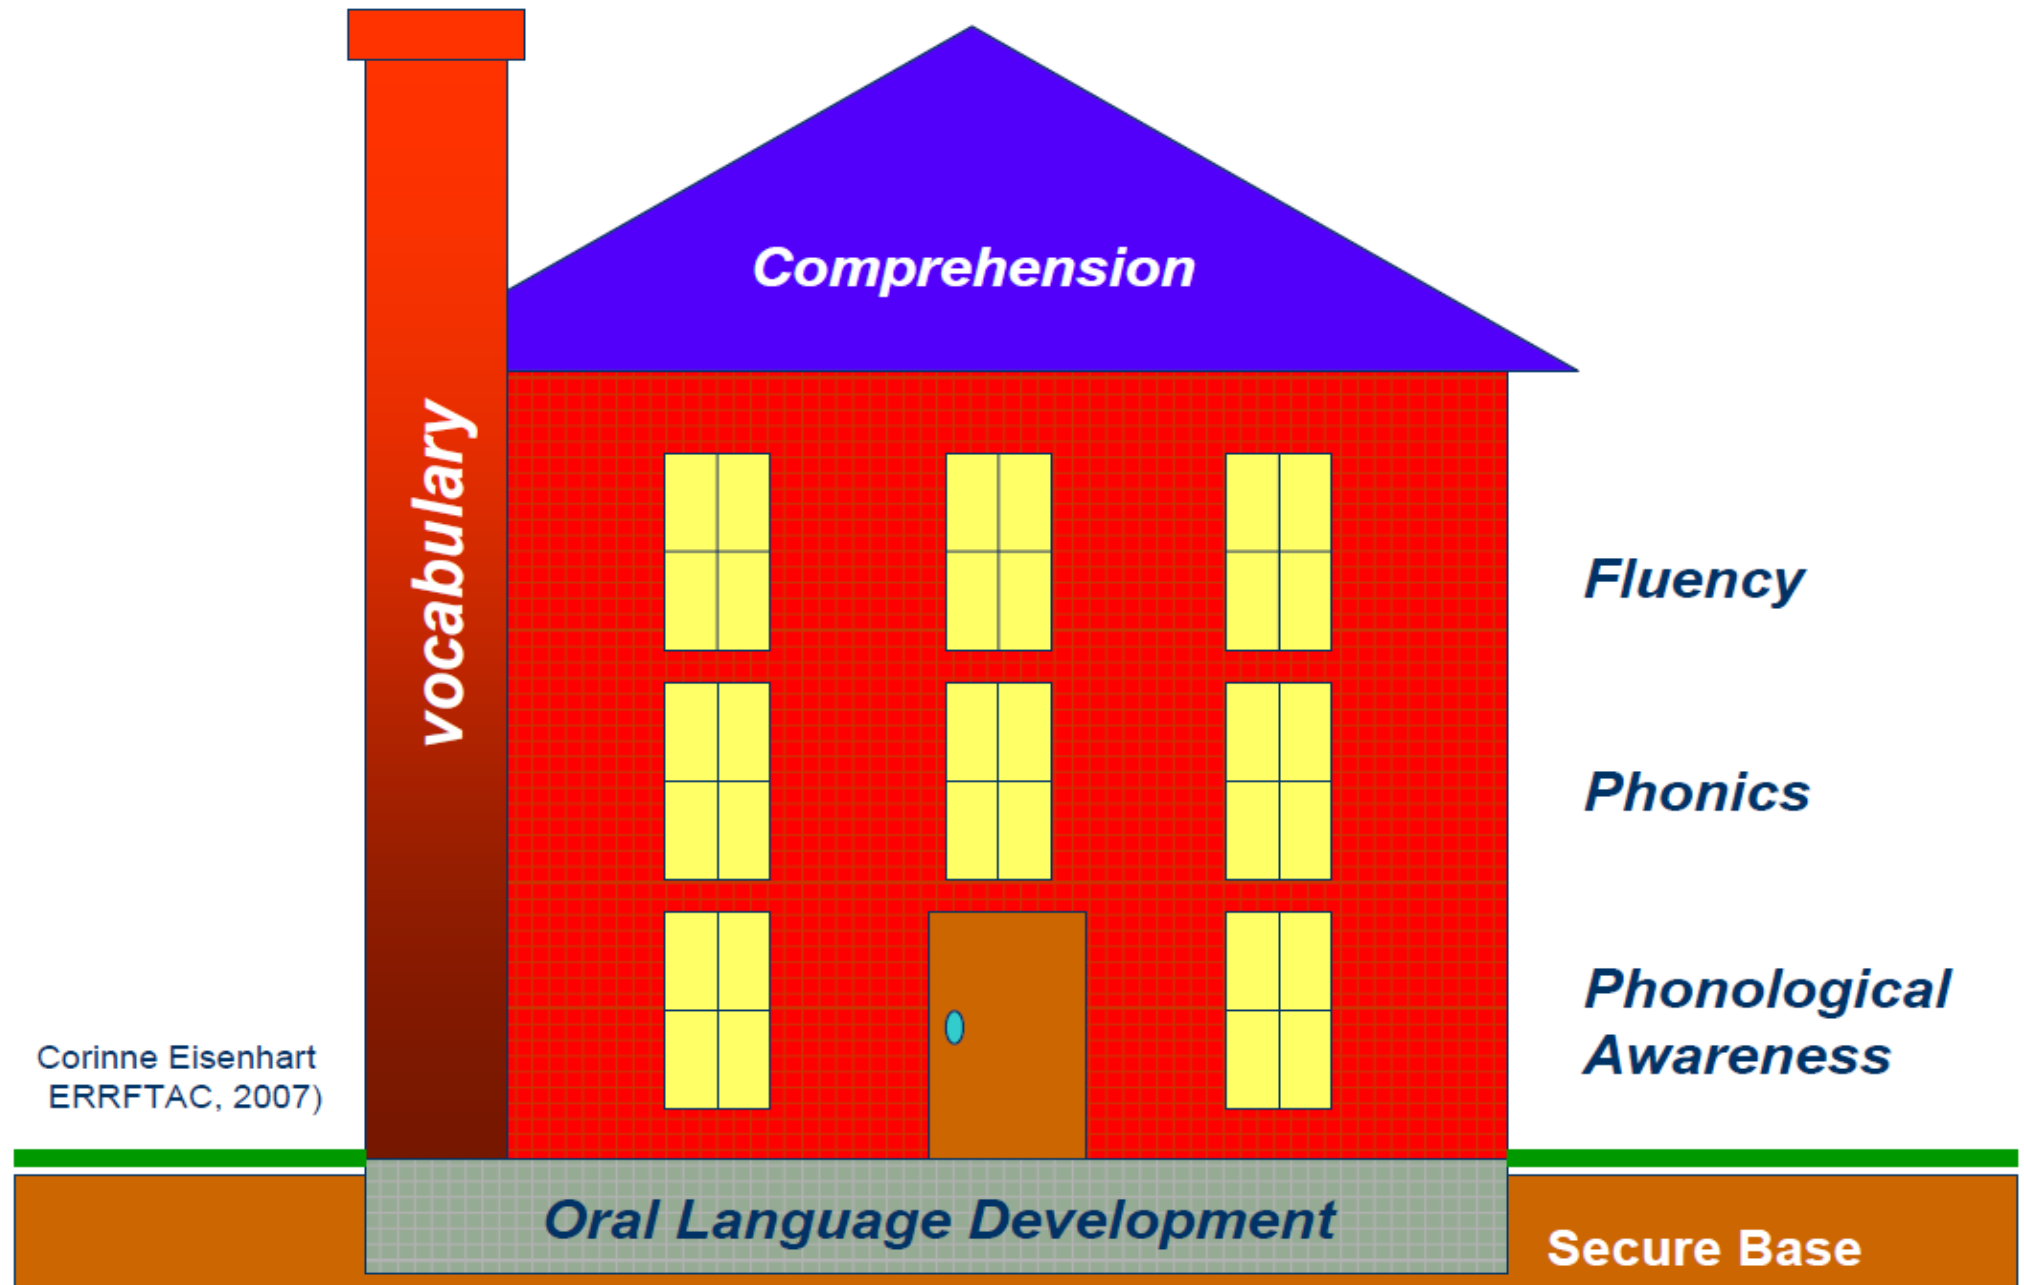 Comprehension
vocabulary
Fluency
Phonics
Phonological
Awareness
Corinne Eisenhart
ERRFTAC, 2007)
Oral Language Development
Secure Base